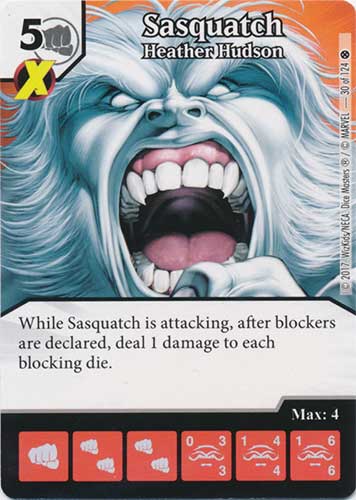 Sasquatch
5
Heather Hudson
X
© 2017 WizKids/NECA. Dice Masters ® / © MARVEL — 30 of 124
While Sasquatch is attacking, after blockers
are declared, deal 1 damage to each
blocking die.
Max: 4
0 3 3
1 4 4
1 6 6